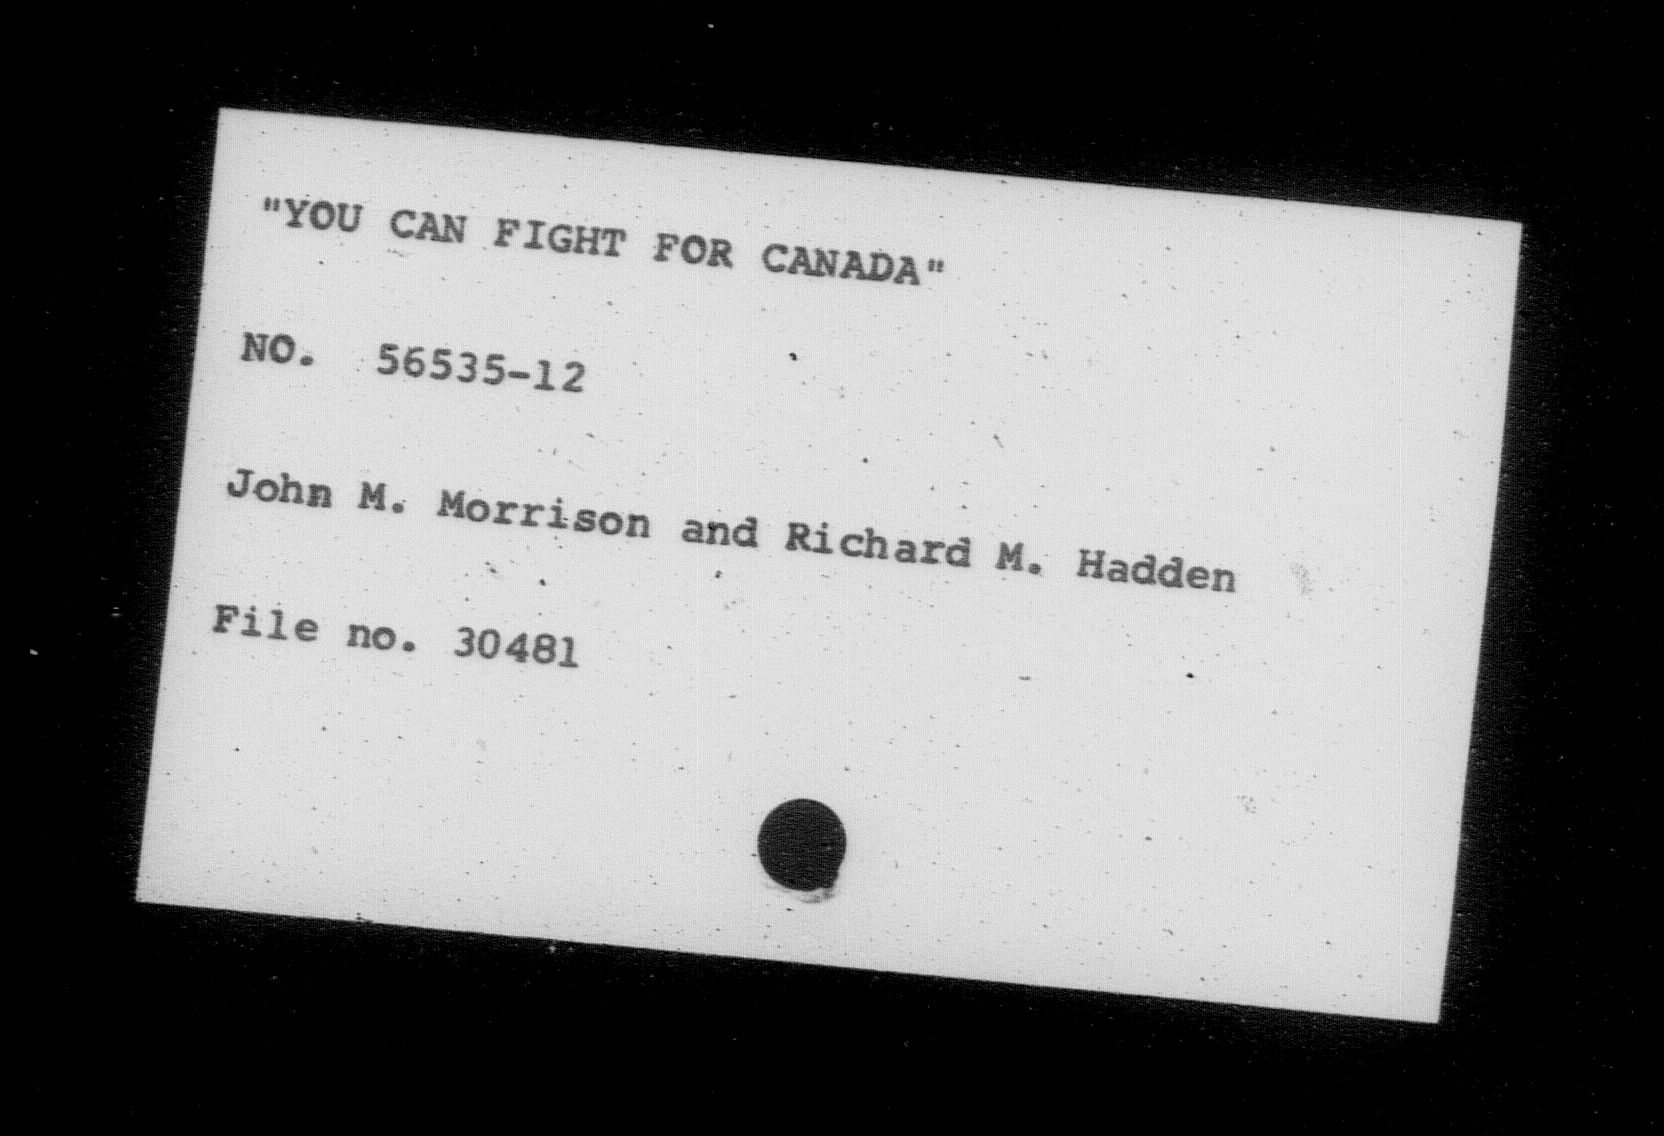 "YOU CAN FIGHT FOR CANADA"
NO. 56535-12
John M. Morrison and Richard M. Hadden
File no. 30481